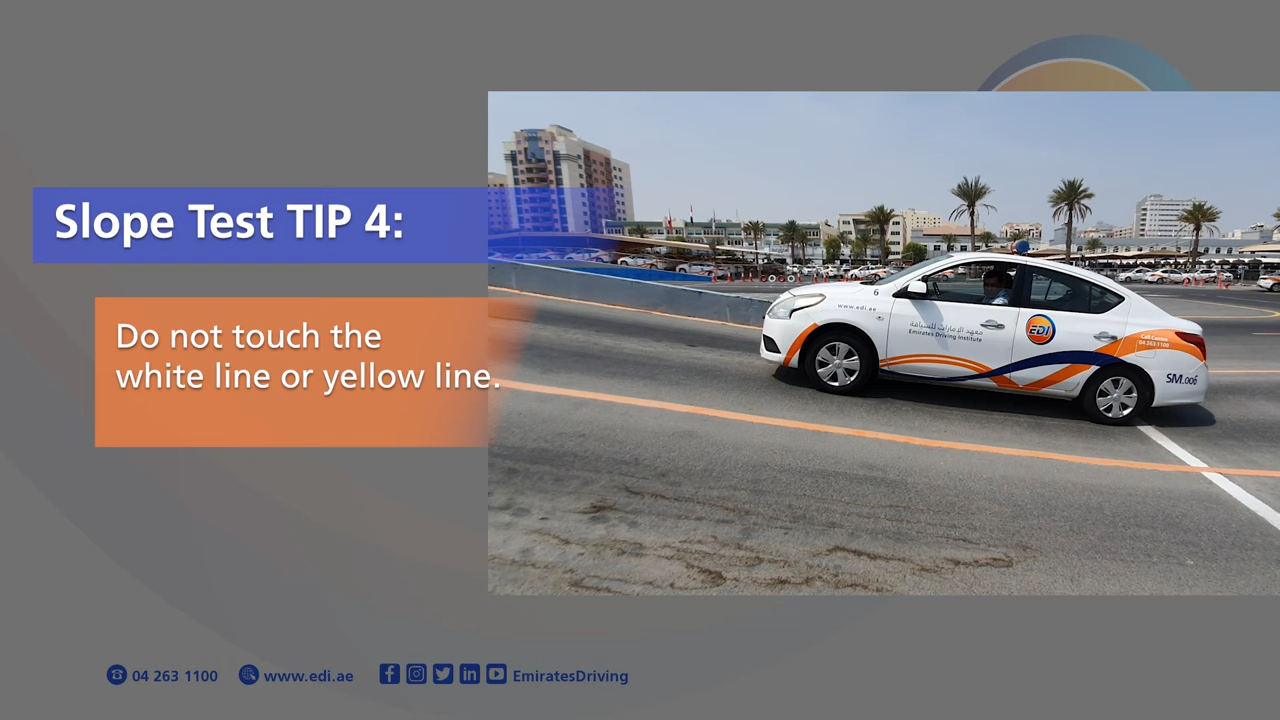 Slope Test TIP 4:
Do not touch the
white line or yellow line.
6
www.edi.ae
معهد الإمارات للسياقة
Emirates Driving Institute
EDI
Call Centre
04 263 1100
SM.006
04 263 1100 www.edi.ae EmiratesDriving